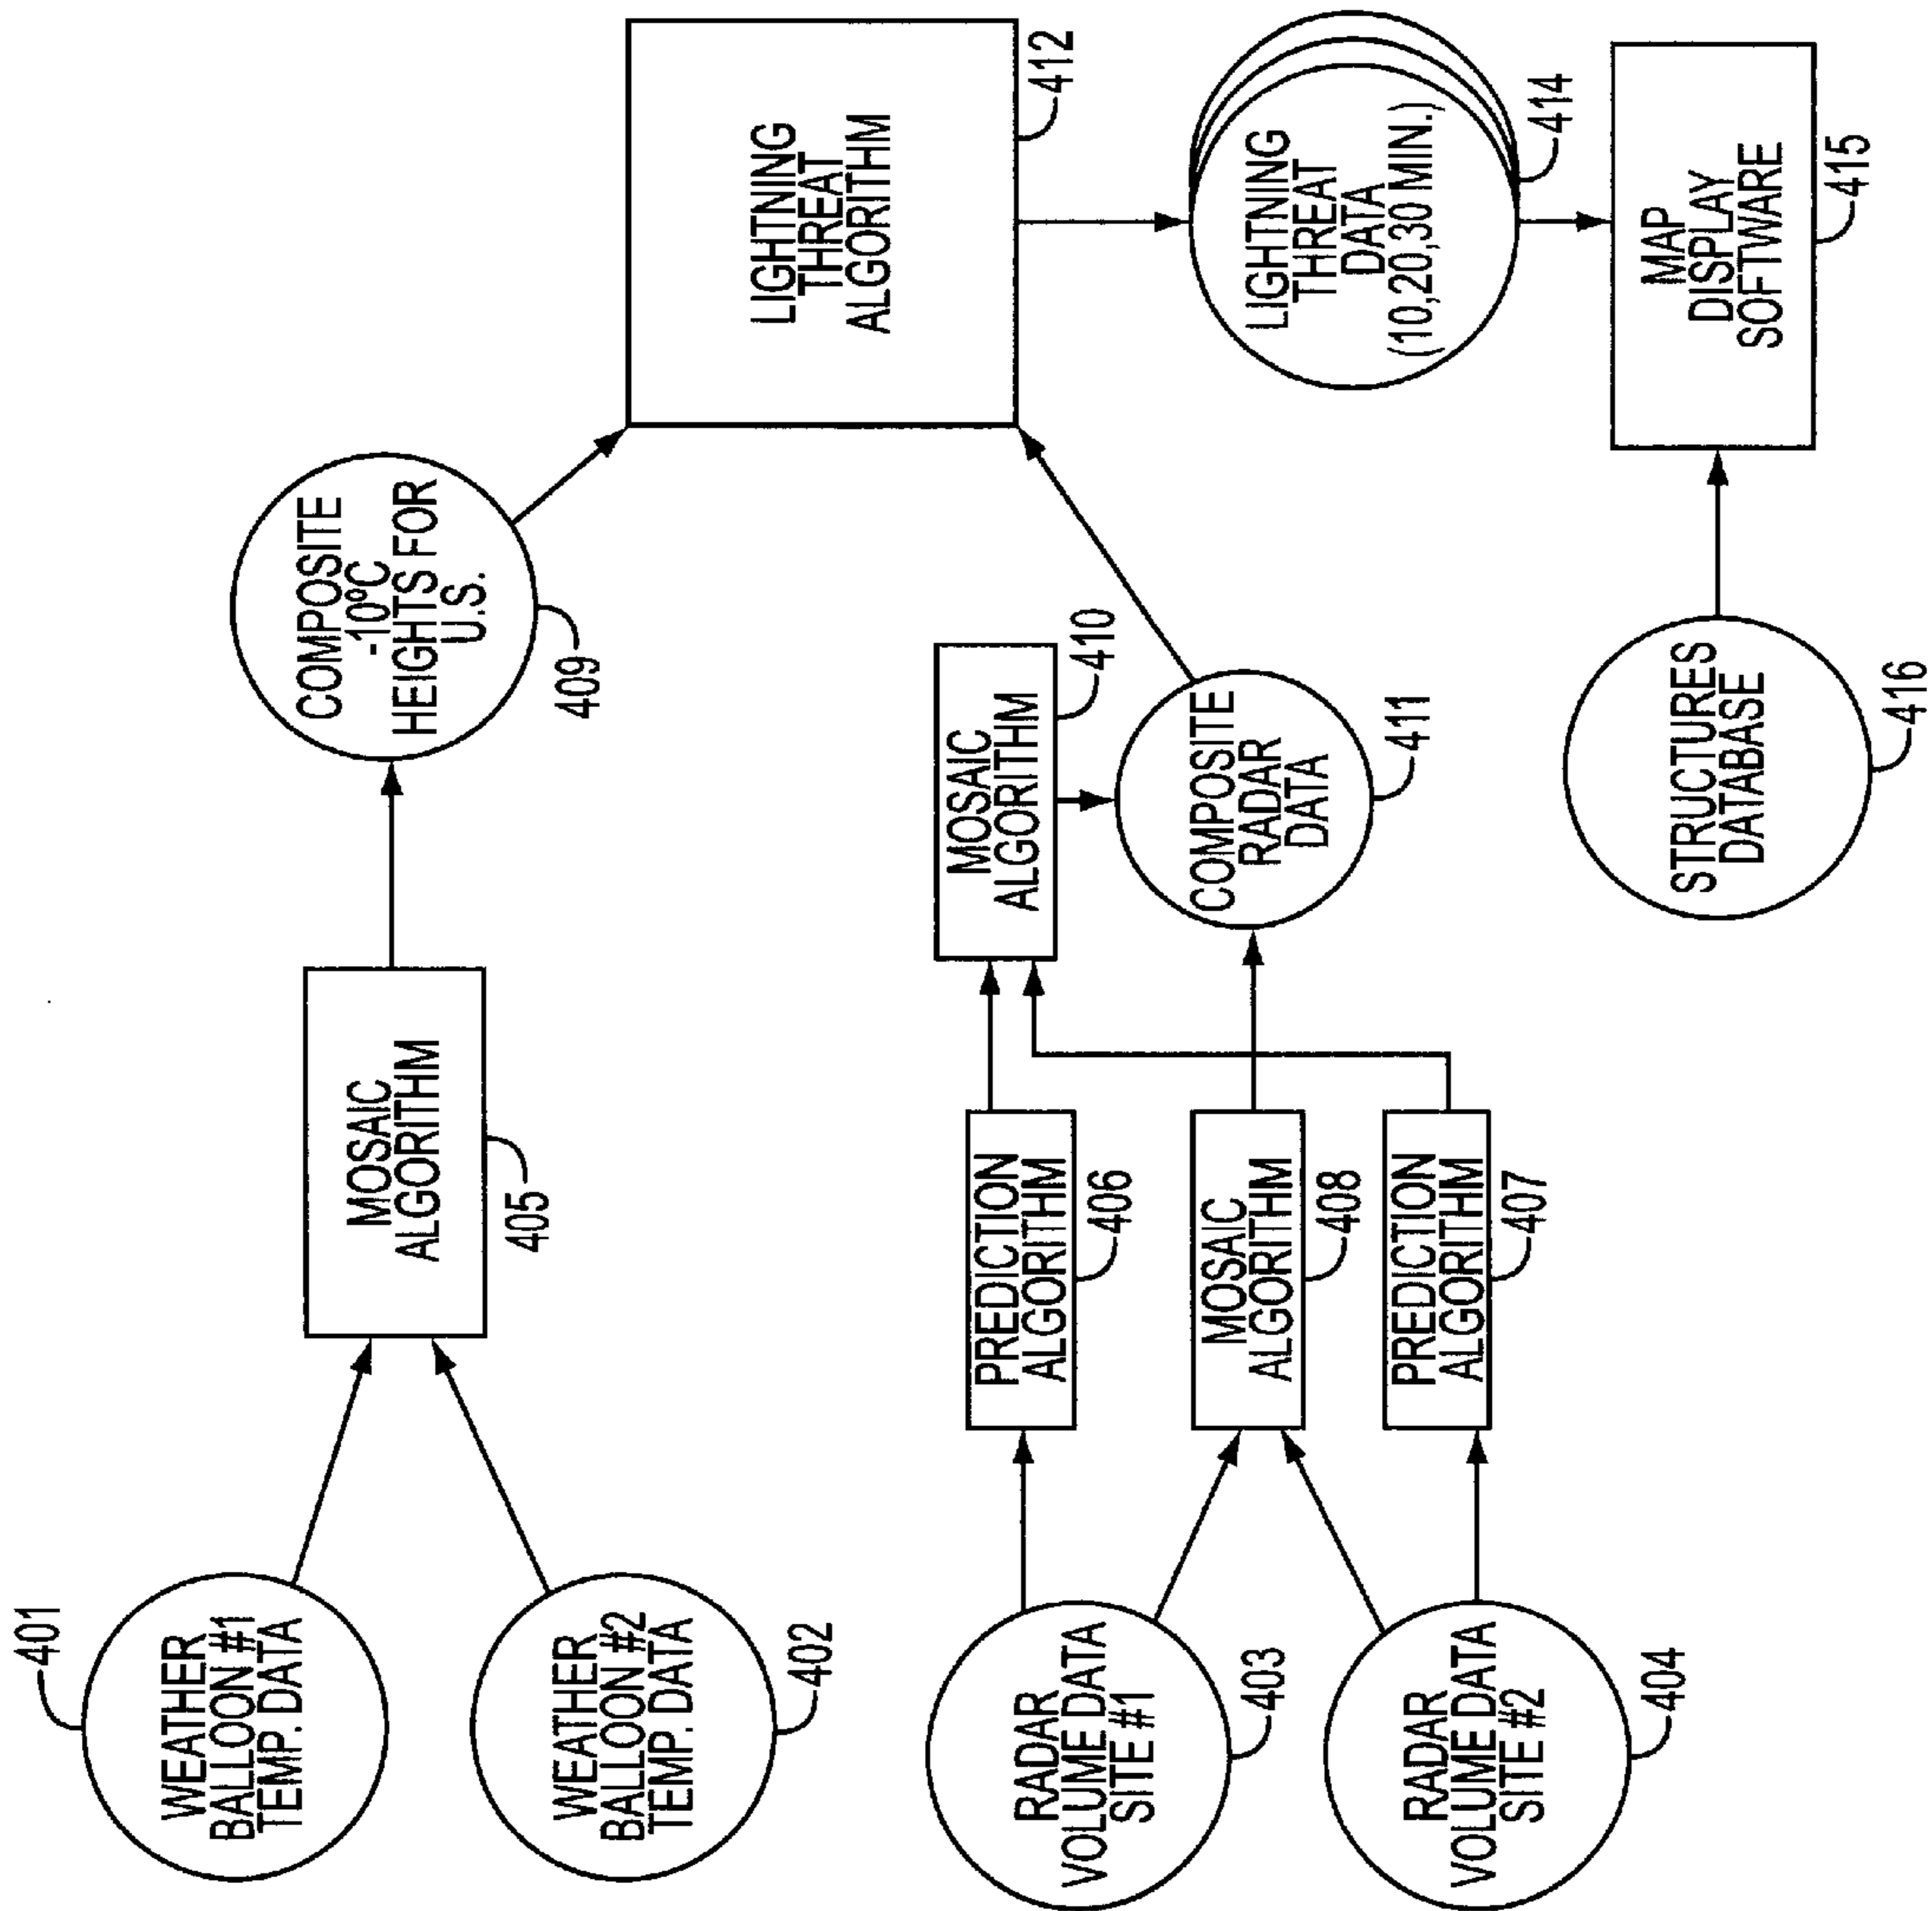 401
WEATHER
BALLOON #1
TEMP. DATA
WEATHER
BALLOON #2
TEMP. DATA
402
MOSAIC
ALGORITHM
405
COMPOSITE
-10°C
HEIGHTS FOR
U.S.
409
LIGHTNING
THREAT
ALGORITHM
412
RADAR
VOLUME DATA
SITE #1
403
RADAR
VOLUME DATA
SITE #2
404
PREDICTION
ALGORITHM
406
MOSAIC
ALGORITHM
408
PREDICTION
ALGORITHM
407
MOSAIC
ALGORITHM
410
COMPOSITE
RADAR
DATA
411
LIGHTNING
THREAT
DATA
(10,20,30 MIN.)
414
STRUCTURES
DATABASE
416
MAP
DISPLAY
SOFTWARE
415